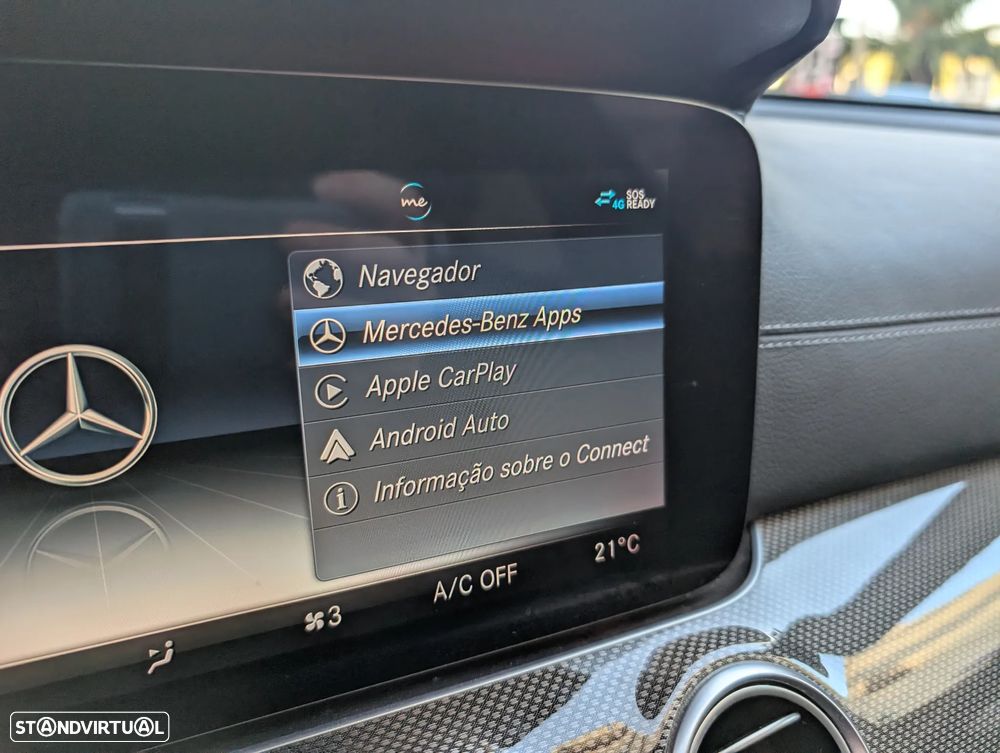 me
4G SOS READY
Navegador
Mercedes-Benz Apps
Apple CarPlay
Android Auto
Informação sobre o Connect
3
A/C OFF
21°C
STANDVIRTUAL